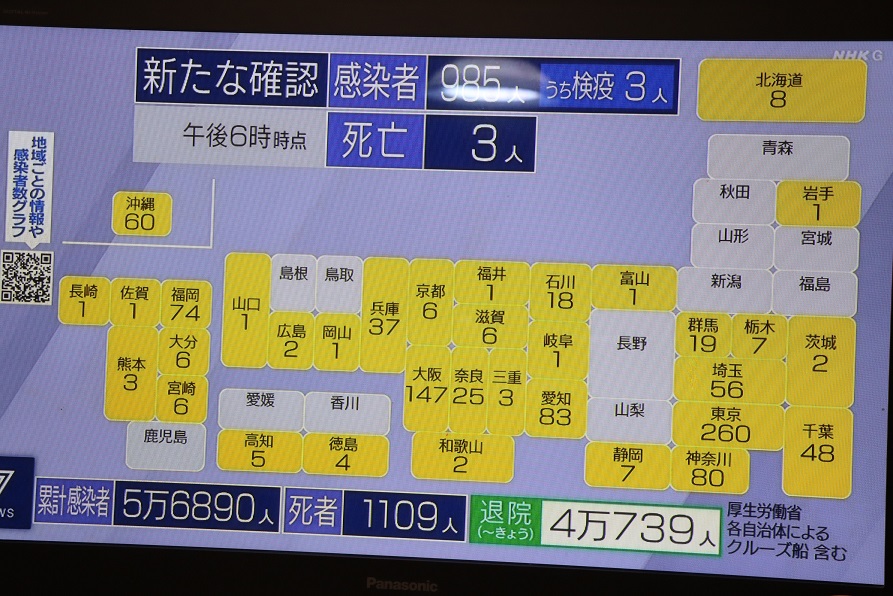 NHK G
新たな確認 感染者 985人 うち検疫 3人
午後6時時点 死亡 3人
地域ごとの情報や
感染者数グラフ
北海道
8
青森
秋田
岩手
1
山形
宮城
新潟
福島
沖縄
60
長崎
1
佐賀
1
福岡
74
熊本
3
大分
6
宮崎
6
鹿児島
山口
1
島根
鳥取
広島
2
岡山
1
兵庫
37
京都
6
福井
1
滋賀
6
石川
18
富山
1
岐阜
1
長野
群馬
19
栃木
7
茨城
2
埼玉
56
大阪
147
奈良
25
三重
3
愛知
83
山梨
東京
260
千葉
48
愛媛
香川
高知
5
徳島
4
和歌山
2
静岡
7
神奈川
80
累計感染者 5万6890人 死者 1109人 退院(~きょう) 4万739人
厚生労働省
各自治体による
クルーズ船 含む
Panasonic